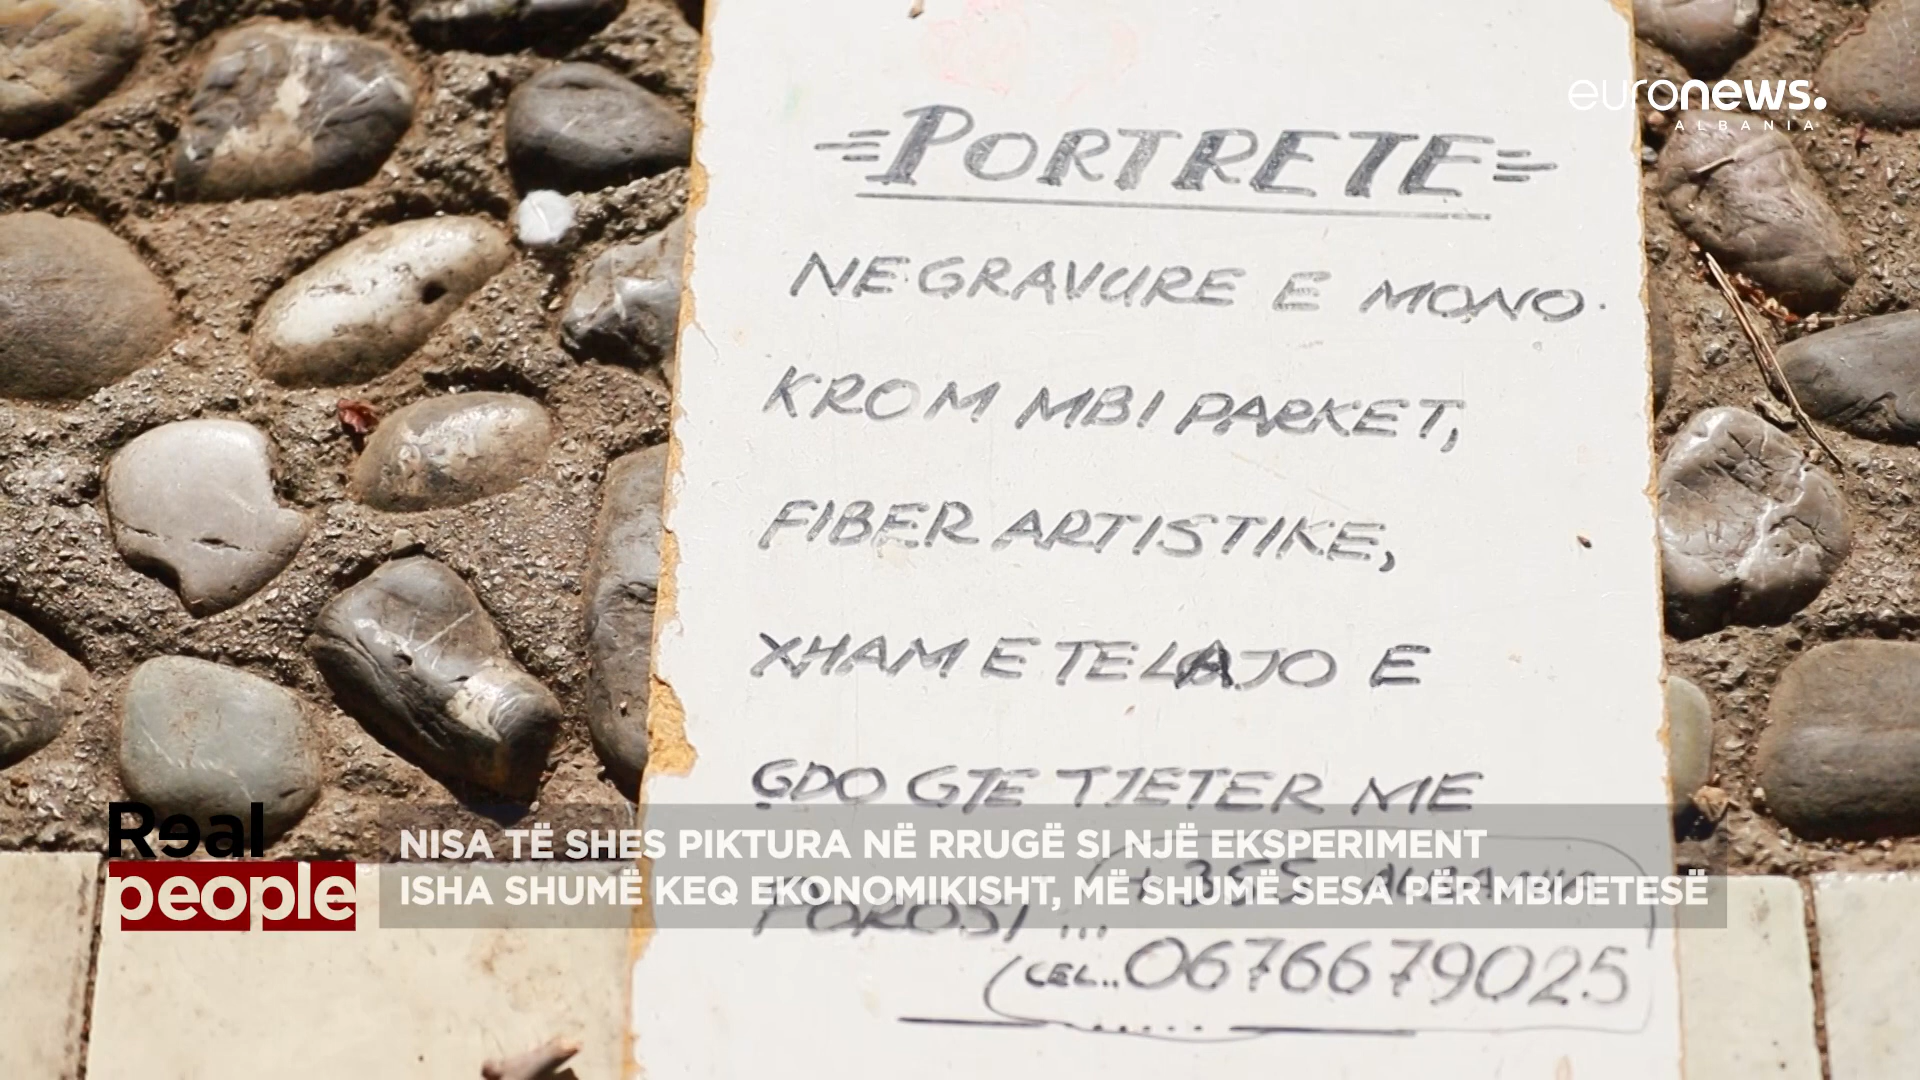 euronews.
ALBANIA
PORTRETE
NE GRAVURE E MONO-
KROM MBI PARKET,
FIBER ARTISTIKE,
XHAM E TELAJO E
ÇDO GJE TJETER ME
POROSI ...
+355 - ALBANIA
(CEL.. 0676679025
Real
people
NISA TË SHES PIKTURA NË RRUGË SI NJË EKSPERIMENT
ISHA SHUMË KEQ EKONOMIKISHT, MË SHUMË SESA PËR MBIJETESË